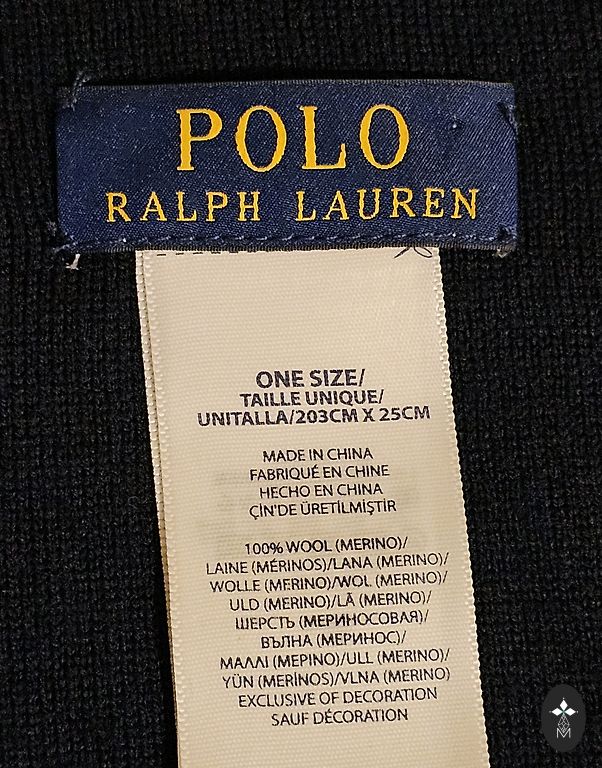 POLO
RALPH LAUREN
ONE SIZE/
TAILLE UNIQUE/
UNITALLA/203CM X 25CM
MADE IN CHINA
FABRIQUÉ EN CHINE
HECHO EN CHINA
ÇİN'DE ÜRETİLMİŞTİR
100% WOOL (MERINO)/
LAINE (MÉRINOS)/LANA (MERINO)/
WOLLE (MERINO)/WOL (MERINO)/
ULD (MERINO)/LÃ (MERINO)/
ШЕРСТЬ (МЕРИНОСОВАЯ)/
ВЪЛНА (МЕРИНОС)/
ΜΑΛΛΙ (ΜΕΡΙΝΟ)/ULL (MERINO)/
YÜN (MERİNOS)/VLNA (MERINO)
EXCLUSIVE OF DECORATION
SAUF DÉCORATION
M